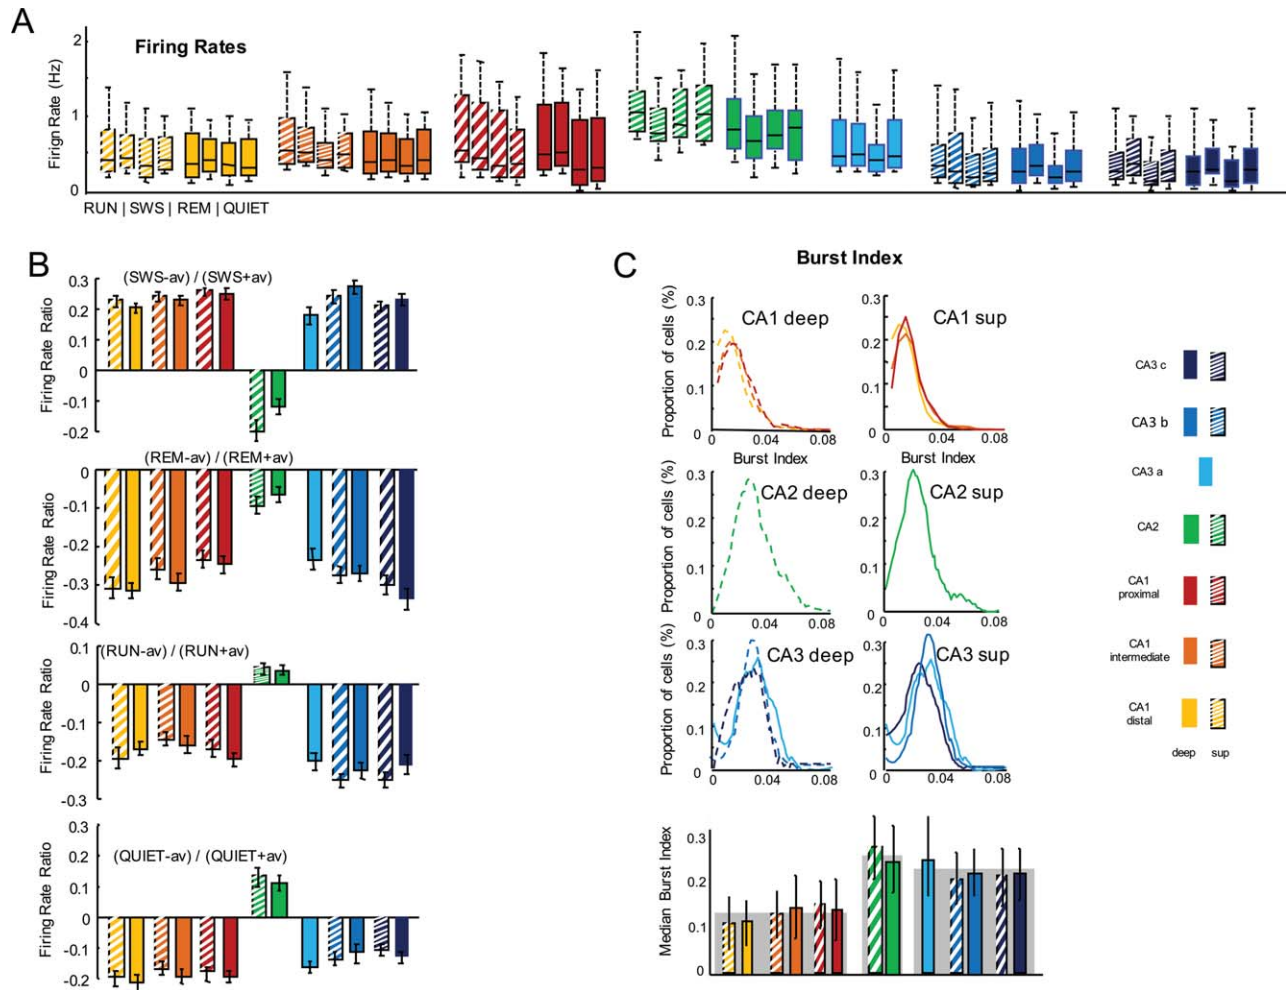 A
Firing Rates
Firign Rate (Hz)
2
1
0
RUN | SWS | REM | QUIET
B
(SWS-av) / (SWS+av)
Firing Rate Ratio
0.3
0.2
0.1
0
-0.1
-0.2
(REM-av) / (REM+av)
Firing Rate Ratio
0
-0.1
-0.2
-0.3
-0.4
(RUN-av) / (RUN+av)
Firing Rate Ratio
0.1
0
-0.1
-0.2
-0.3
(QUIET-av) / (QUIET+av)
Firing Rate Ratio
0.3
0.2
0.1
0
-0.1
-0.2
C
Burst Index
Proportion of cells (%)
0.3
0.2
0.1
0
CA1 deep
0 0.04 0.08
Burst Index
0.3
0.2
0.1
0
CA1 sup
0 0.04 0.08
Burst Index
Proportion of cells (%)
0.3
0.2
0.1
0
CA2 deep
0 0.04 0.08
0.3
0.2
0.1
0
CA2 sup
0 0.04 0.08
Proportion of cells (%)
0.3
0.2
0.1
0
CA3 deep
0 0.04 0.08
0.3
0.2
0.1
0
CA3 sup
0 0.04 0.08
Median Burst Index
0.3
0.2
0.1
0
CA3 c
CA3 b
CA3 a
CA2
CA1
proximal
CA1
intermediate
CA1
distal
deep sup